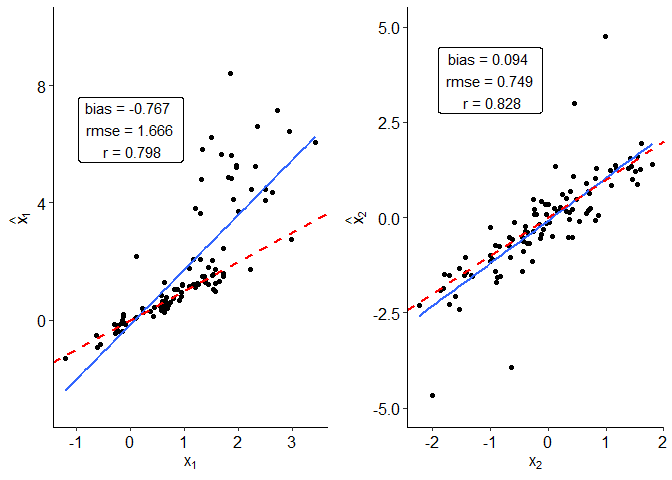 bias = -0.767
rmse = 1.666
r = 0.798
8
4
0
-1
0
1
2
3
x̂₁
x₁
bias = 0.094
rmse = 0.749
r = 0.828
5.0
2.5
0.0
-2.5
-5.0
-2
-1
0
1
2
x̂₂
x₂